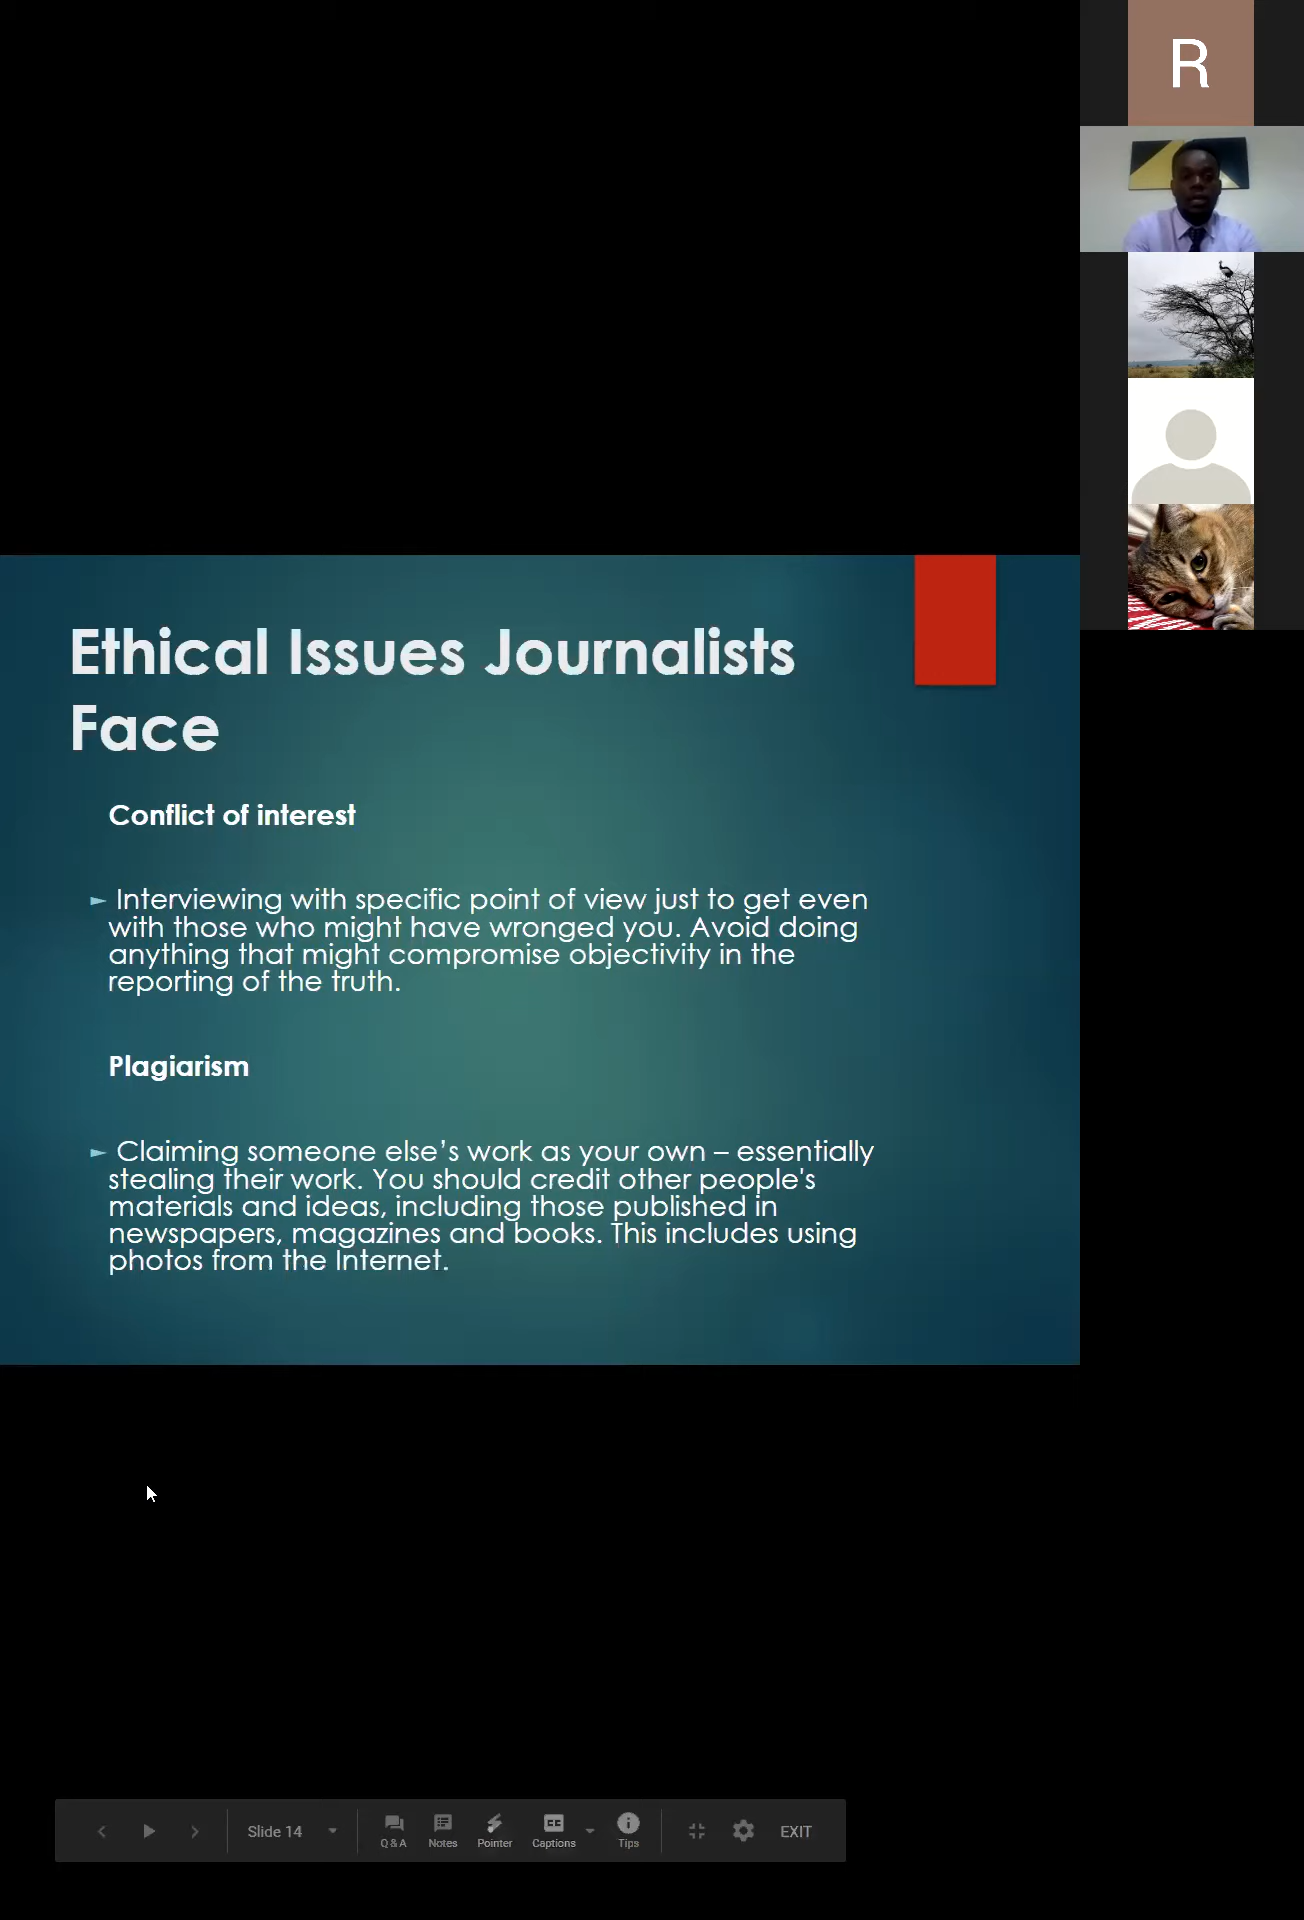 R
Ethical Issues Journalists
Face
Conflict of interest
► Interviewing with specific point of view just to get even
with those who might have wronged you. Avoid doing
anything that might compromise objectivity in the
reporting of the truth.
Plagiarism
► Claiming someone else’s work as your own – essentially
stealing their work. You should credit other people's
materials and ideas, including those published in
newspapers, magazines and books. This includes using
photos from the Internet.
Slide 14
Q&A
Notes
Pointer
Captions
Tips
EXIT